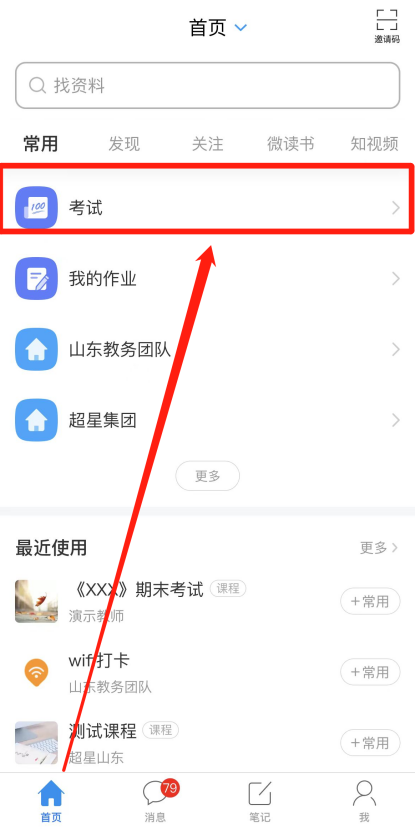 首页
邀请码
找资料
常用 发现 关注 微读书 知视频
100 考试
我的作业
山东教务团队
超星集团
更多
最近使用 更多
《XXX》期末考试 课程
演示教师 +常用
wifi打卡
山东教务团队 +常用
测试课程 课程
超星山东 +常用
79
首页 消息 笔记 我